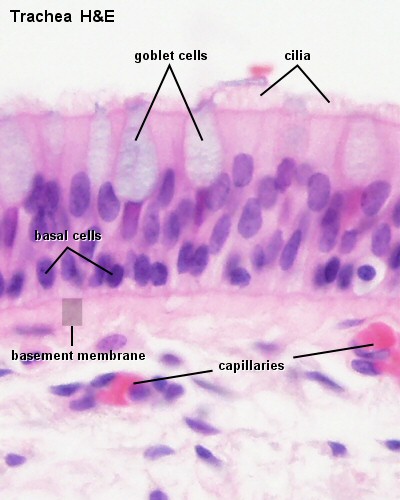 Trachea H&E
goblet cells
cilia
basal cells
basement membrane
capillaries